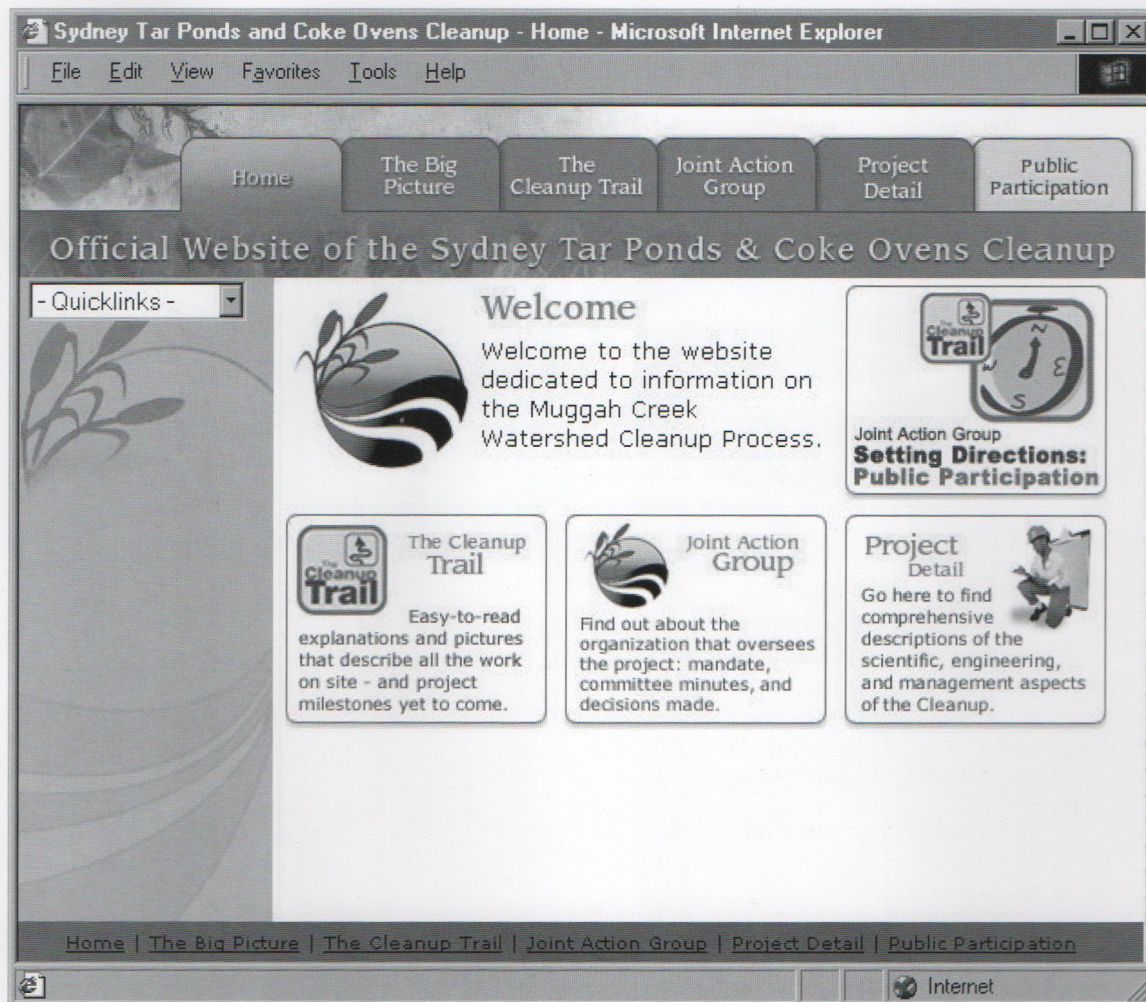 Sydney Tar Ponds and Coke Ovens Cleanup - Home - Microsoft Internet Explorer
File Edit View Favorites Tools Help
Home
The Big
Picture
The
Cleanup Trail
Joint Action
Group
Project
Detail
Public
Participation
Official Website of the Sydney Tar Ponds & Coke Ovens Cleanup
- Quicklinks -
Welcome
Welcome to the website
dedicated to information on
the Muggah Creek
Watershed Cleanup Process.
The
Cleanup
Trail
N
W
E
S
Joint Action Group
Setting Directions:
Public Participation
The
Cleanup
Trail
The Cleanup
Trail
Easy-to-read
explanations and pictures
that describe all the work
on site - and project
milestones yet to come.
Joint Action
Group
Find out about the
organization that oversees
the project: mandate,
committee minutes, and
decisions made.
Project
Detail
Go here to find
comprehensive
descriptions of the
scientific, engineering,
and management aspects
of the Cleanup.
Home | The Big Picture | The Cleanup Trail | Joint Action Group | Project Detail | Public Participation
Internet